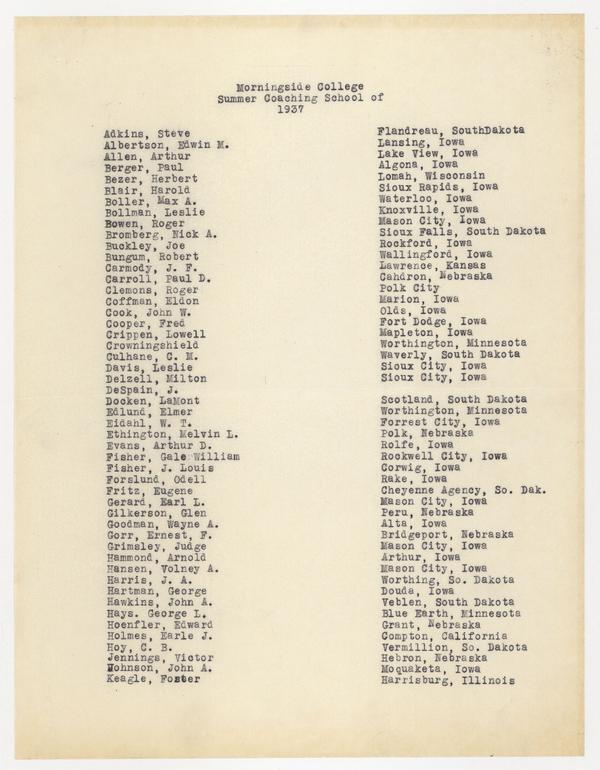 Morningside College
Summer Coaching School of
1937
Adkins, Steve Flandreau, SouthDakota
Albertson, Edwin M. Lansing, Iowa
Allen, Arthur Lake View, Iowa
Berger, Paul Algona, Iowa
Bezer, Herbert Lomah, Wisconsin
Blair, Harold Sioux Rapids, Iowa
Boller, Max A. Waterloo, Iowa
Bollman, Leslie Knoxville, Iowa
Bowen, Roger Mason City, Iowa
Bromberg, Nick A. Sioux Falls, South Dakota
Buckley, Joe Rockford, Iowa
Bungum, Robert Wallingford, Iowa
Carmody, J. F. Lawrence, Kansas
Carroll, Paul D. Cahdron, Nebraska
Clemons, Roger Polk City
Coffman, Eldon Marion, Iowa
Cook, John W. Olds, Iowa
Cooper, Fred Fort Dodge, Iowa
Crippen, Lowell Mapleton, Iowa
Crowningshield Worthington, Minnesota
Culhane, C. M. Waverly, South Dakota
Davis, Leslie Sioux City, Iowa
Delzell, Milton Sioux City, Iowa
DeSpain, J.
Docken, LaMont Scotland, South Dakota
Edlund, Elmer Worthington, Minnesota
Eidahl, W. T. Forrest City, Iowa
Ethington, Melvin L. Polk, Nebraska
Evans, Arthur D. Rolfe, Iowa
Fisher, Gale William Rockwell City, Iowa
Fisher, J. Louis Corwig, Iowa
Forslund, Odell Rake, Iowa
Fritz, Eugene Cheyenne Agency, So. Dak.
Gerard, Earl L. Mason City, Iowa
Gilkerson, Glen Peru, Nebraska
Goodman, Wayne A. Alta, Iowa
Gorr, Ernest, F. Bridgeport, Nebraska
Grimsley, Judge Mason City, Iowa
Hammond, Arnold Arthur, Iowa
Hansen, Volney A. Mason City, Iowa
Harris, J. A. Worthing, So. Dakota
Hartman, George Douds, Iowa
Hawkins, John A. Veblen, South Dakota
Hays. George L. Blue Earth, Minnesota
Hoenfler, Edward Grant, Nebraska
Holmes, Earle J. Compton, California
Hoy, C. B. Vermillion, So. Dakota
Jennings, Victor Hebron, Nebraska
Johnson, John A. Moquaketa, Iowa
Keagle, Foster Harrisburg, Illinois